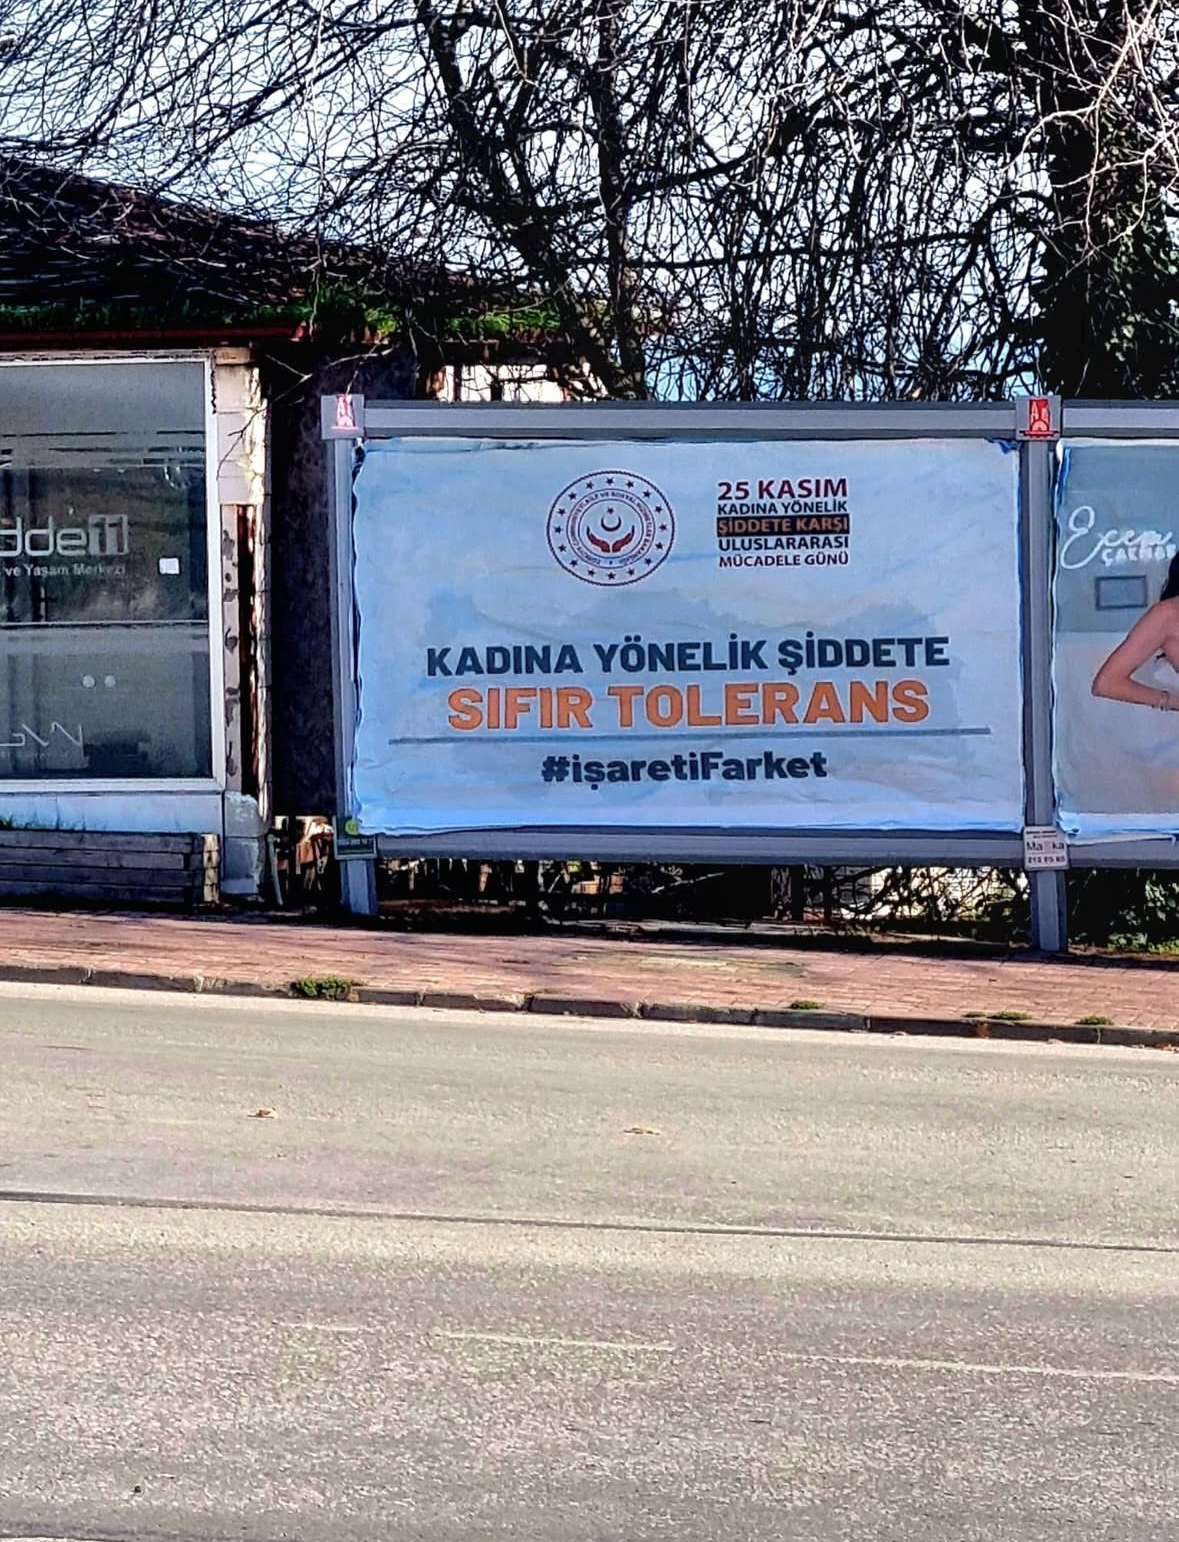 ve Yaşam Merkezi
25 KASIM
KADINA YÖNELİK
ŞİDDETE KARŞI
ULUSLARARASI
MÜCADELE GÜNÜ
KADINA YÖNELİK ŞİDDETE
SIFIR TOLERANS
#işaretiFarket